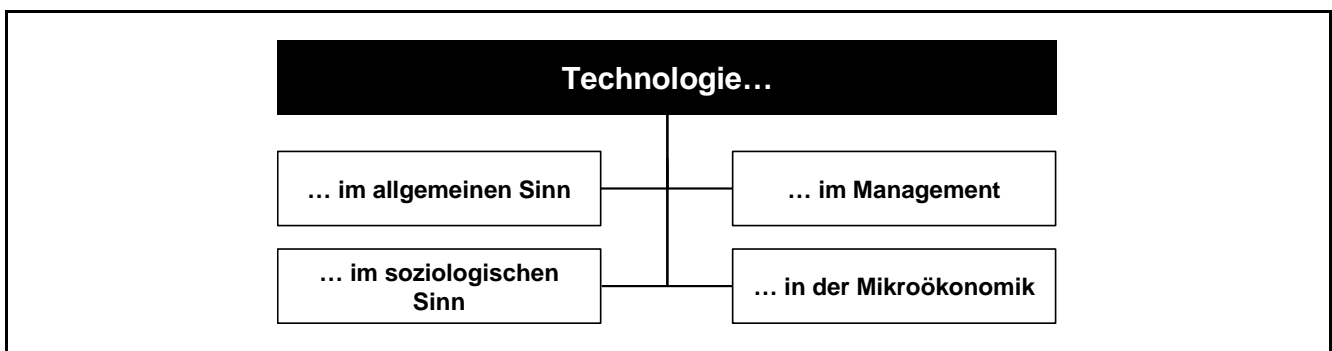 Technologie…
… im allgemeinen Sinn
… im Management
… im soziologischen
Sinn
… in der Mikroökonomik